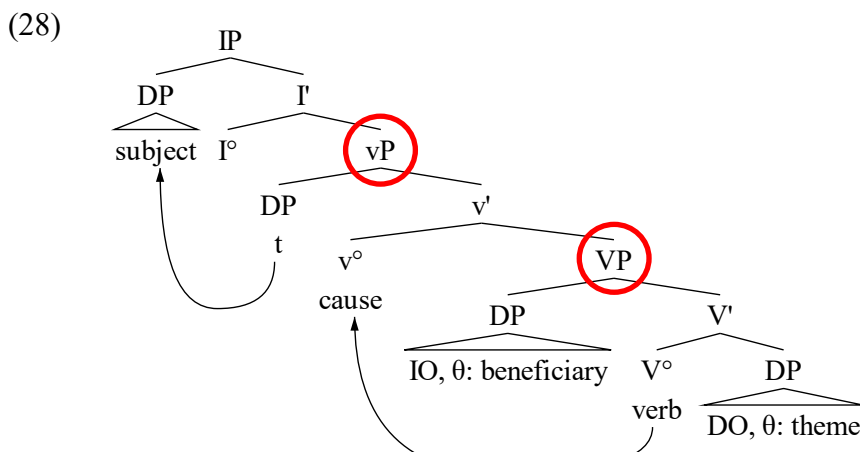 (28)
IP
DP I'
subject I° vP
DP v'
t
v° VP
cause
DP V'
IO, θ: beneficiary V° DP
verb DO, θ: theme